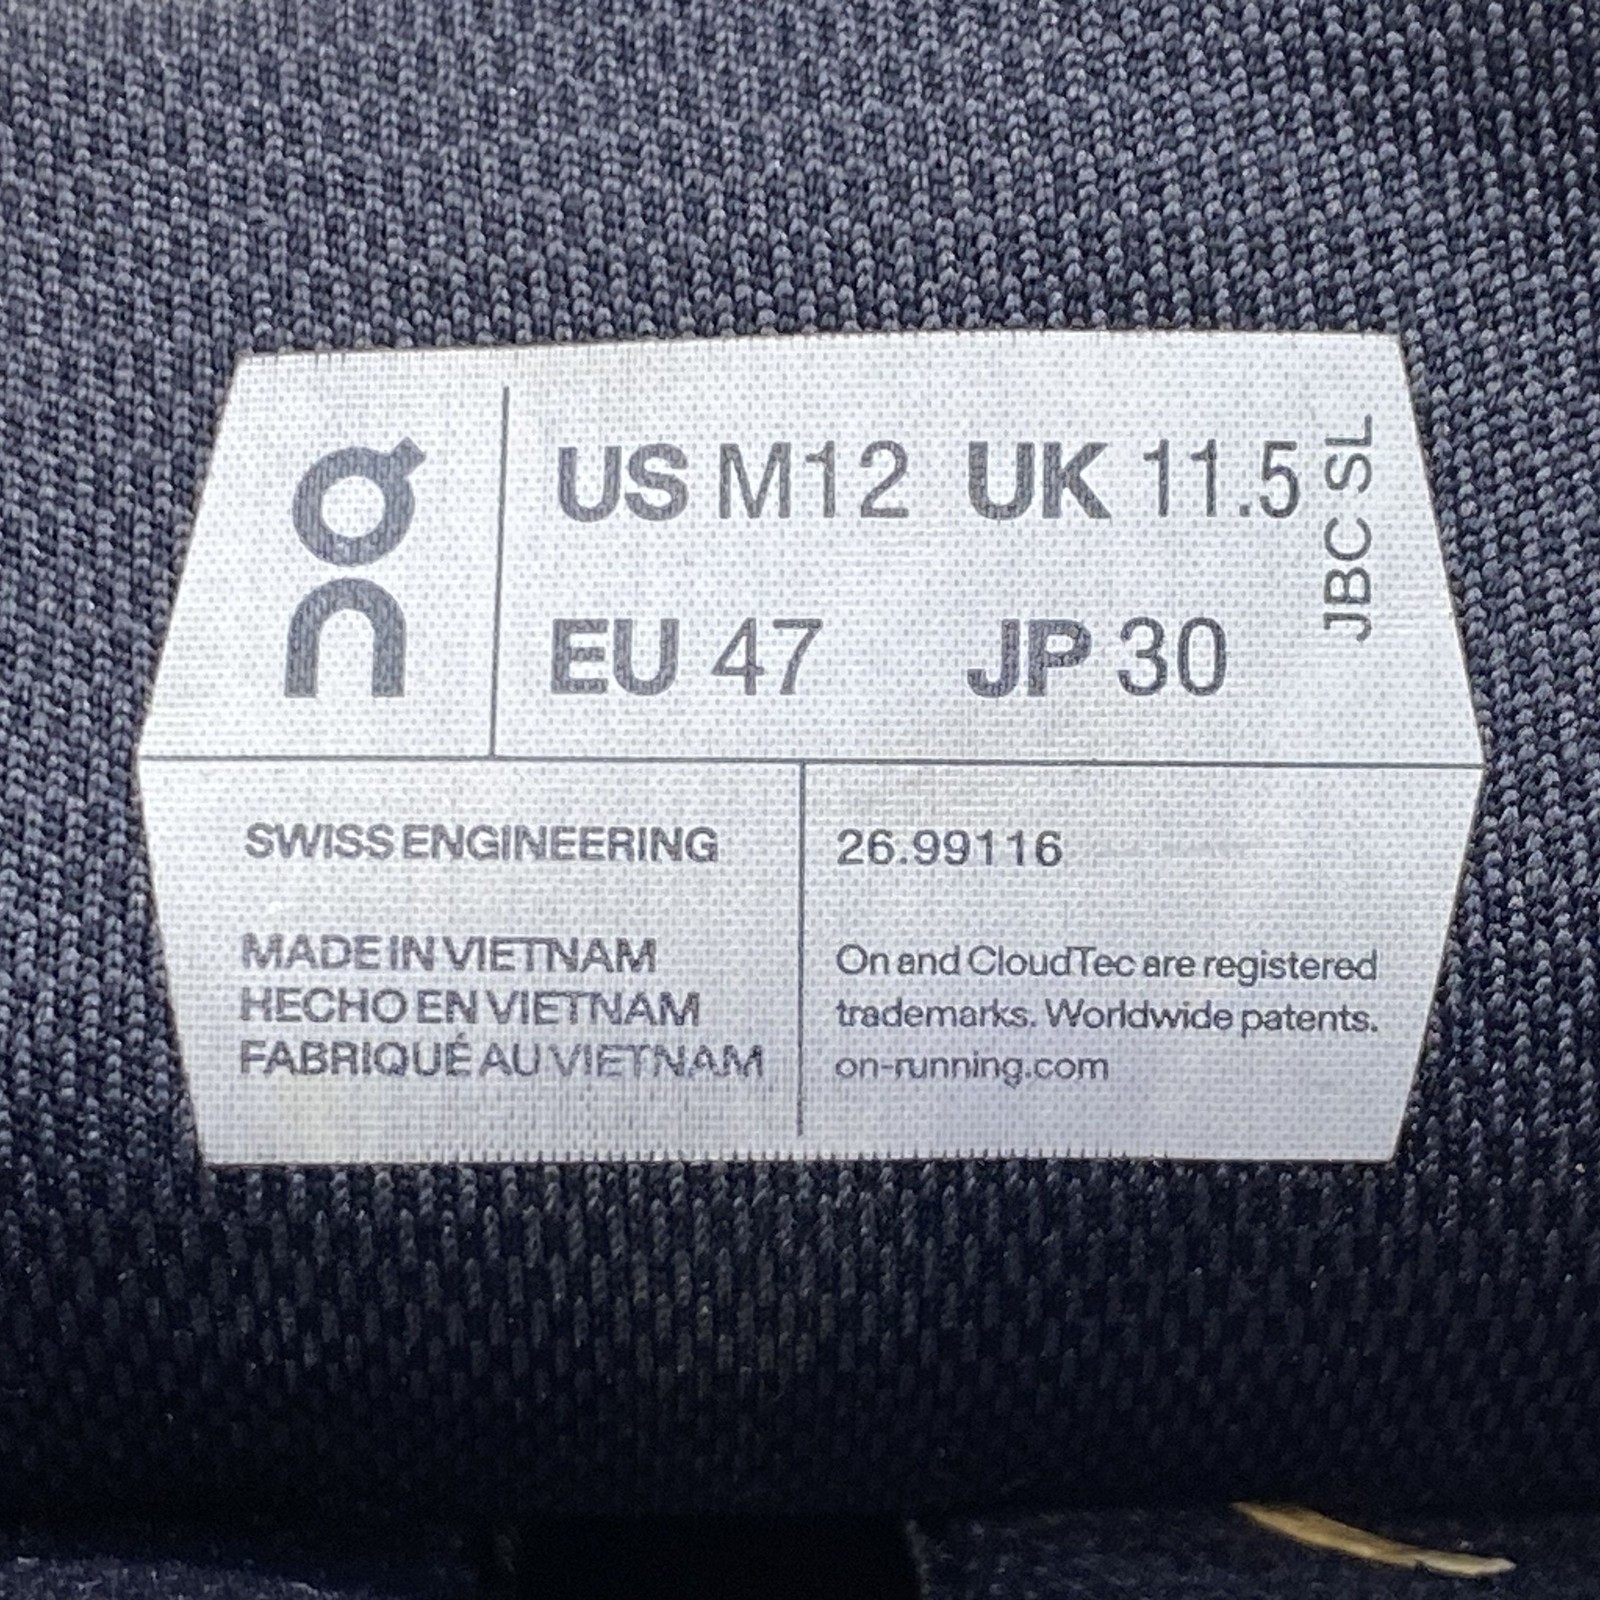 On
US M12 UK 11.5
EU 47 JP 30
JBC SL
SWISS ENGINEERING
MADE IN VIETNAM
HECHO EN VIETNAM
FABRIQUÉ AU VIETNAM
26.99116
On and CloudTec are registered
trademarks. Worldwide patents.
on-running.com